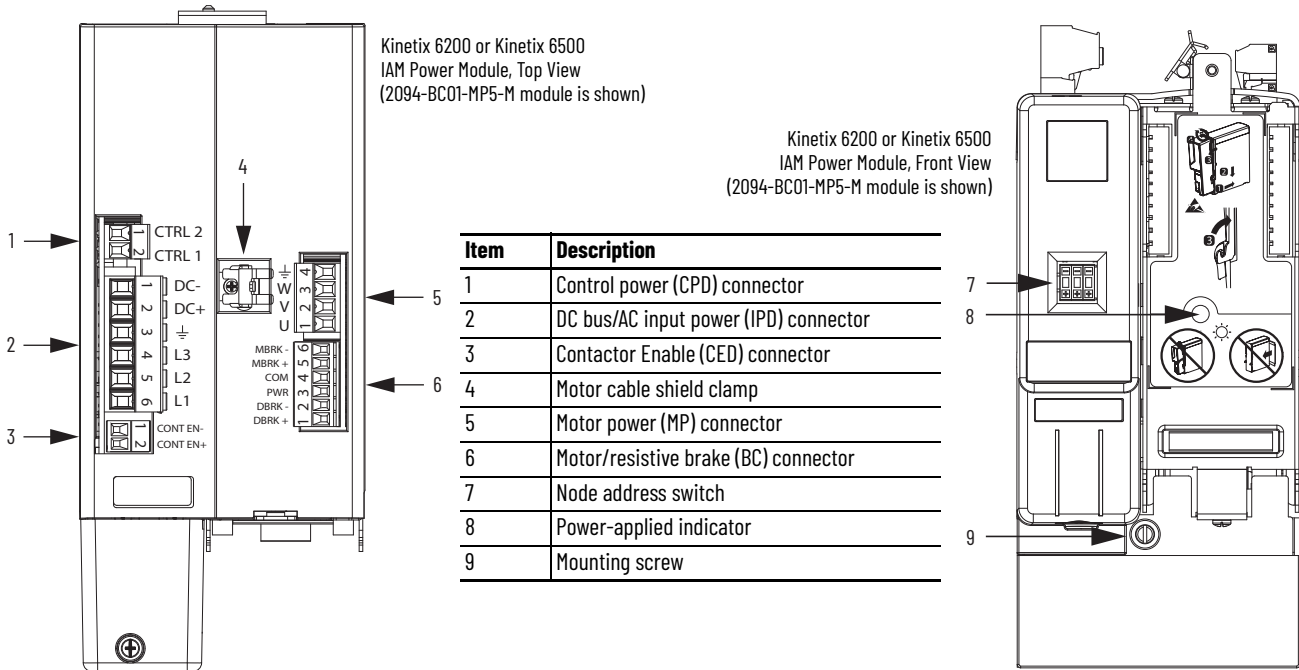 Kinetix 6200 or Kinetix 6500
IAM Power Module, Top View
(2094-BC01-MP5-M module is shown)
Kinetix 6200 or Kinetix 6500
IAM Power Module, Front View
(2094-BC01-MP5-M module is shown)
4
1
1 CTRL 2
2 CTRL 1
2
1 DC-
2 DC+
3
4 L3
5 L2
6 L1
3
1 CONT EN-
2 CONT EN+
4
W 3
V 2
U 1
5
MBRK - 6
MBRK + 5
COM 4
PWR 3
DBRK - 2
DBRK + 1
6
Item Description
1 Control power (CPD) connector
2 DC bus/AC input power (IPD) connector
3 Contactor Enable (CED) connector
4 Motor cable shield clamp
5 Motor power (MP) connector
6 Motor/resistive brake (BC) connector
7 Node address switch
8 Power-applied indicator
9 Mounting screw
7
8
9